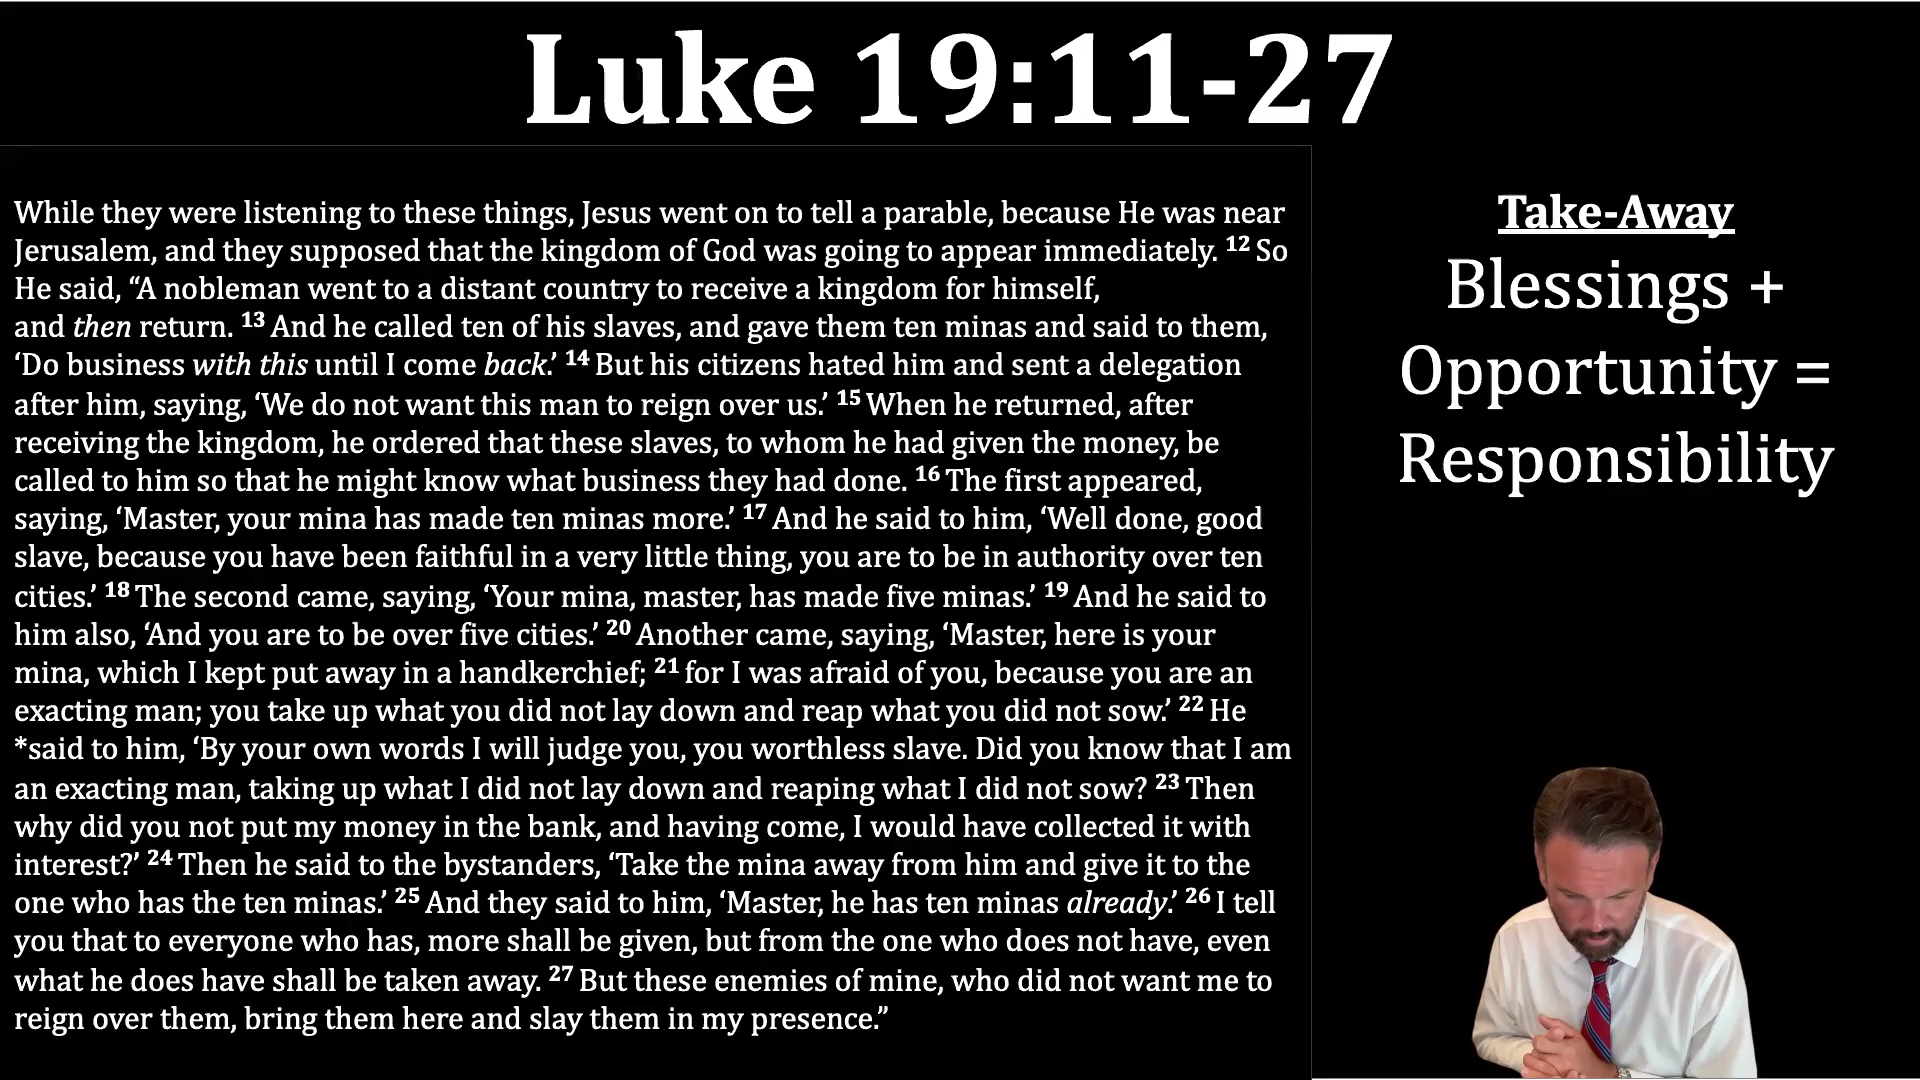 Luke 19:11-27
While they were listening to these things, Jesus went on to tell a parable, because He was near
Jerusalem, and they supposed that the kingdom of God was going to appear immediately. 12 So
He said, “A nobleman went to a distant country to receive a kingdom for himself,
and then return. 13 And he called ten of his slaves, and gave them ten minas and said to them,
‘Do business with this until I come back.’ 14 But his citizens hated him and sent a delegation
after him, saying, ‘We do not want this man to reign over us.’ 15 When he returned, after
receiving the kingdom, he ordered that these slaves, to whom he had given the money, be
called to him so that he might know what business they had done. 16 The first appeared,
saying, ‘Master, your mina has made ten minas more.’ 17 And he said to him, ‘Well done, good
slave, because you have been faithful in a very little thing, you are to be in authority over ten
cities.’ 18 The second came, saying, ‘Your mina, master, has made five minas.’ 19 And he said to
him also, ‘And you are to be over five cities.’ 20 Another came, saying, ‘Master, here is your
mina, which I kept put away in a handkerchief; 21 for I was afraid of you, because you are an
exacting man; you take up what you did not lay down and reap what you did not sow.’ 22 He
*said to him, ‘By your own words I will judge you, you worthless slave. Did you know that I am
an exacting man, taking up what I did not lay down and reaping what I did not sow? 23 Then
why did you not put my money in the bank, and having come, I would have collected it with
interest?’ 24 Then he said to the bystanders, ‘Take the mina away from him and give it to the
one who has the ten minas.’ 25 And they said to him, ‘Master, he has ten minas already.’ 26 I tell
you that to everyone who has, more shall be given, but from the one who does not have, even
what he does have shall be taken away. 27 But these enemies of mine, who did not want me to
reign over them, bring them here and slay them in my presence.”
Take-Away
Blessings +
Opportunity =
Responsibility